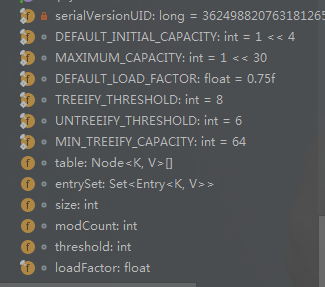 serialVersionUID: long = 36249882076318126
DEFAULT_INITIAL_CAPACITY: int = 1 << 4
MAXIMUM_CAPACITY: int = 1 << 30
DEFAULT_LOAD_FACTOR: float = 0.75f
TREEIFY_THRESHOLD: int = 8
UNTREEIFY_THRESHOLD: int = 6
MIN_TREEIFY_CAPACITY: int = 64
table: Node<K, V>[]
entrySet: Set<Entry<K, V>>
size: int
modCount: int
threshold: int
loadFactor: float